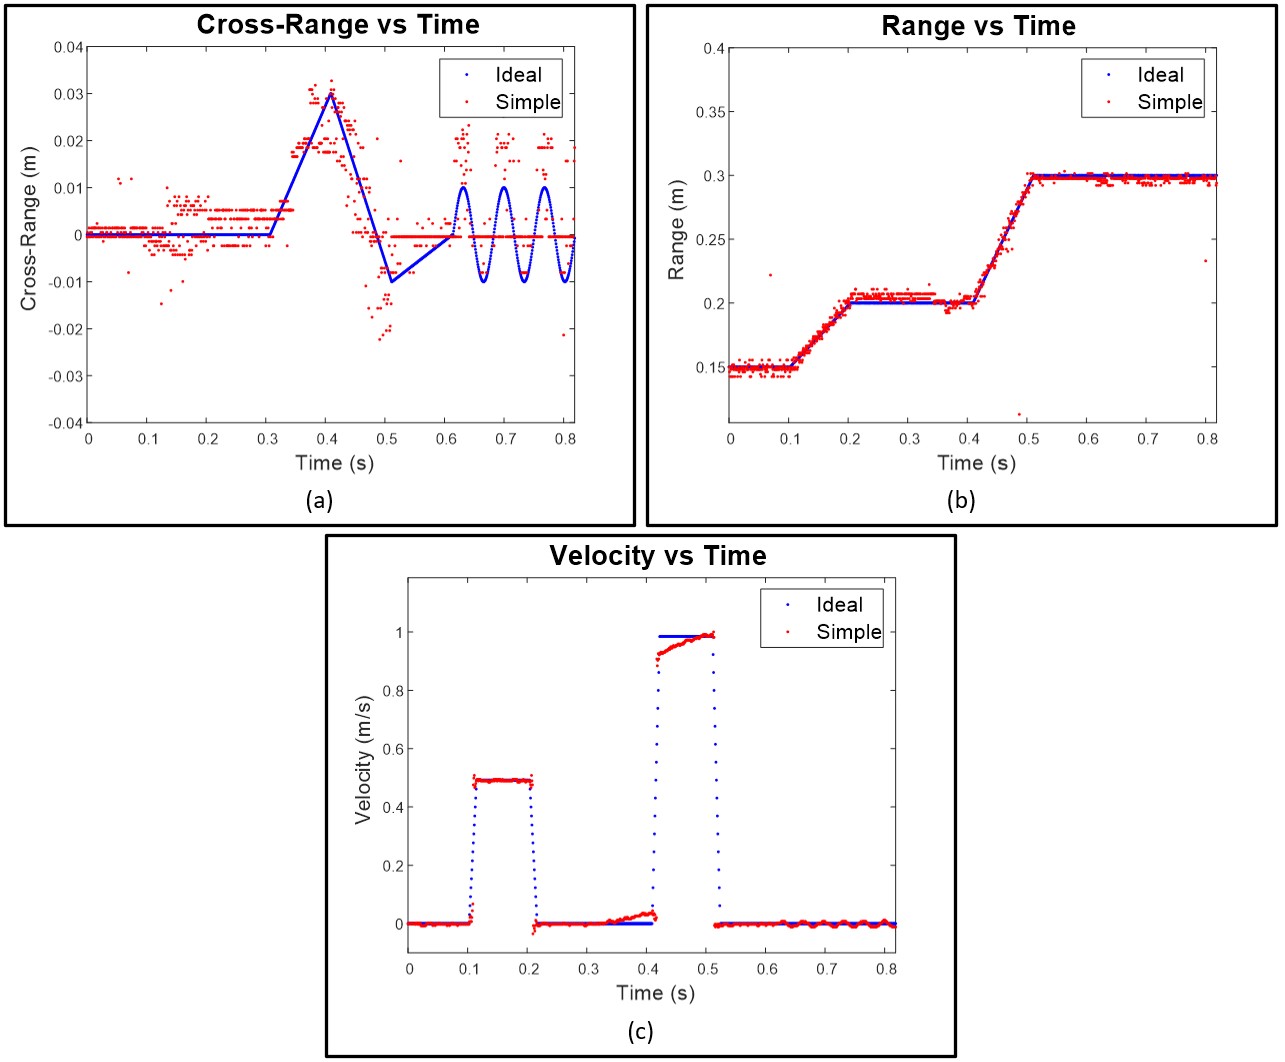 Cross-Range vs Time
0.04
0.03
0.02
0.01
0
-0.01
-0.02
-0.03
-0.04
Cross-Range (m)
Ideal
Simple
0 0.1 0.2 0.3 0.4 0.5 0.6 0.7 0.8
Time (s)
(a)
Range vs Time
0.4
0.35
0.3
0.25
0.2
0.15
Range (m)
Ideal
Simple
0 0.1 0.2 0.3 0.4 0.5 0.6 0.7 0.8
Time (s)
(b)
Velocity vs Time
1
0.8
0.6
0.4
0.2
0
Velocity (m/s)
Ideal
Simple
0 0.1 0.2 0.3 0.4 0.5 0.6 0.7 0.8
Time (s)
(c)